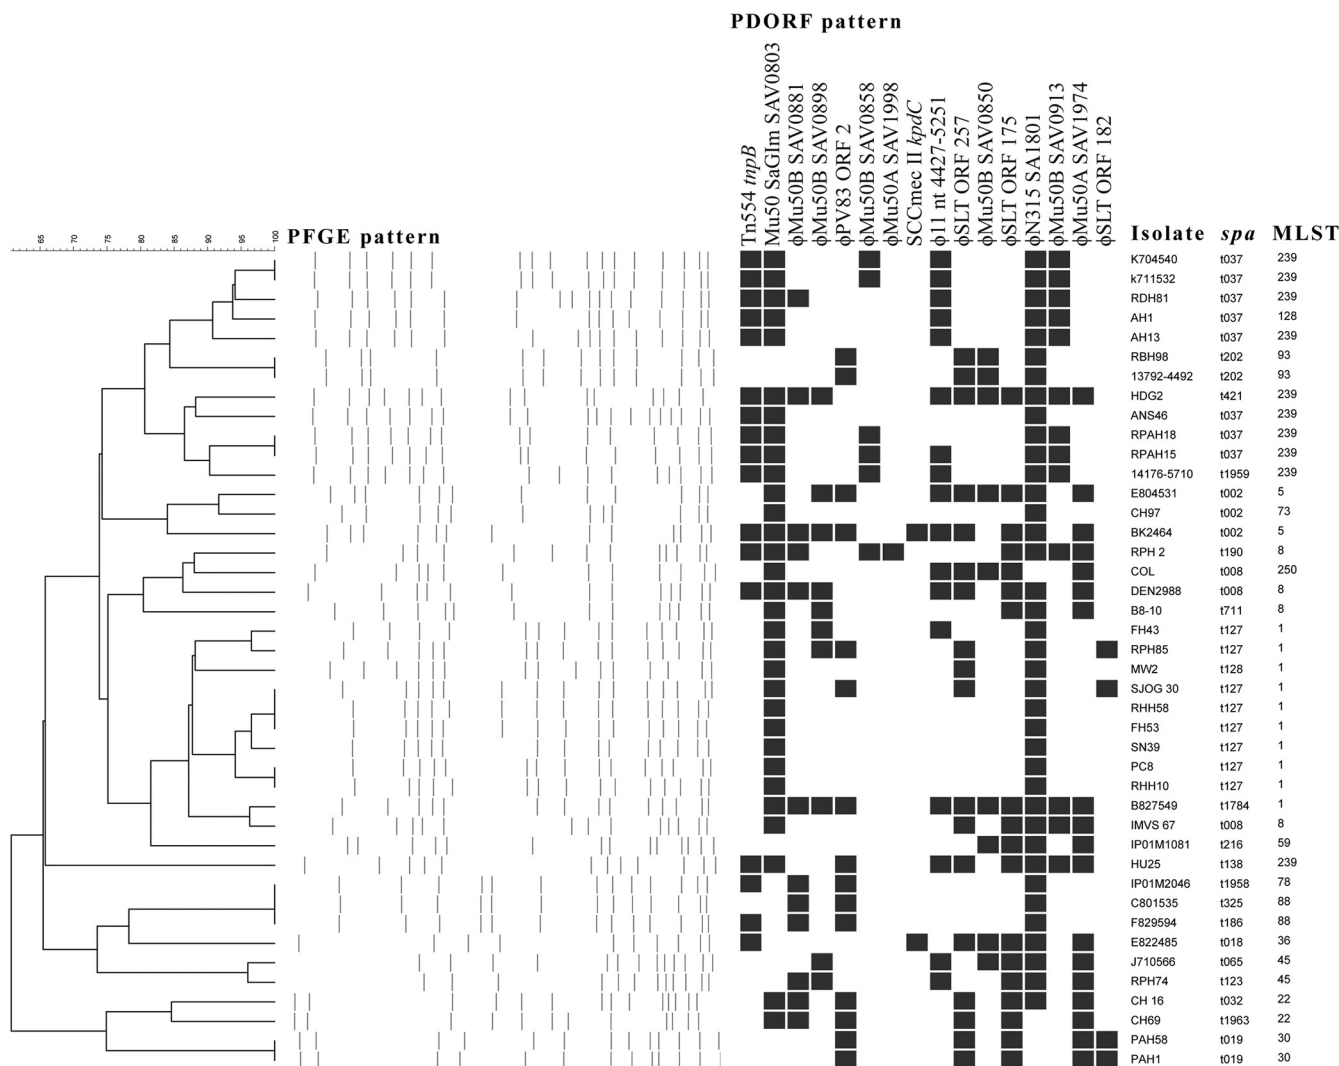 PDORF pattern
Tn554 tnpB
Mu50 SaGIm SAV0803
ϕMu50B SAV0881
ϕMu50B SAV0898
ϕPV83 ORF 2
ϕMu50B SAV0858
ϕMu50A SAV1998
SCCmec II kpdC
ϕ11 nt 4427-5251
ϕSLT ORF 257
ϕMu50B SAV0850
ϕSLT ORF 175
ϕN315 SA1801
ϕMu50B SAV0913
ϕMu50A SAV1974
ϕSLT ORF 182
65 70 75 80 85 90 95 100
PFGE pattern
Isolate spa MLST
K704540 t037 239
k711532 t037 239
RDH81 t037 239
AH1 t037 128
AH13 t037 239
RBH98 t202 93
13792-4492 t202 93
HDG2 t421 239
ANS46 t037 239
RPAH18 t037 239
RPAH15 t037 239
14176-5710 t1959 239
E804531 t002 5
CH97 t002 73
BK2464 t002 5
RPH 2 t190 8
COL t008 250
DEN2988 t008 8
B8-10 t711 8
FH43 t127 1
RPH85 t127 1
MW2 t128 1
SJOG 30 t127 1
RHH58 t127 1
FH53 t127 1
SN39 t127 1
PC8 t127 1
RHH10 t127 1
B827549 t1784 1
IMVS 67 t008 8
IP01M1081 t216 59
HU25 t138 239
IP01M2046 t1958 78
C801535 t325 88
F829594 t186 88
E822485 t018 36
J710566 t065 45
RPH74 t123 45
CH 16 t032 22
CH69 t1963 22
PAH58 t019 30
PAH1 t019 30